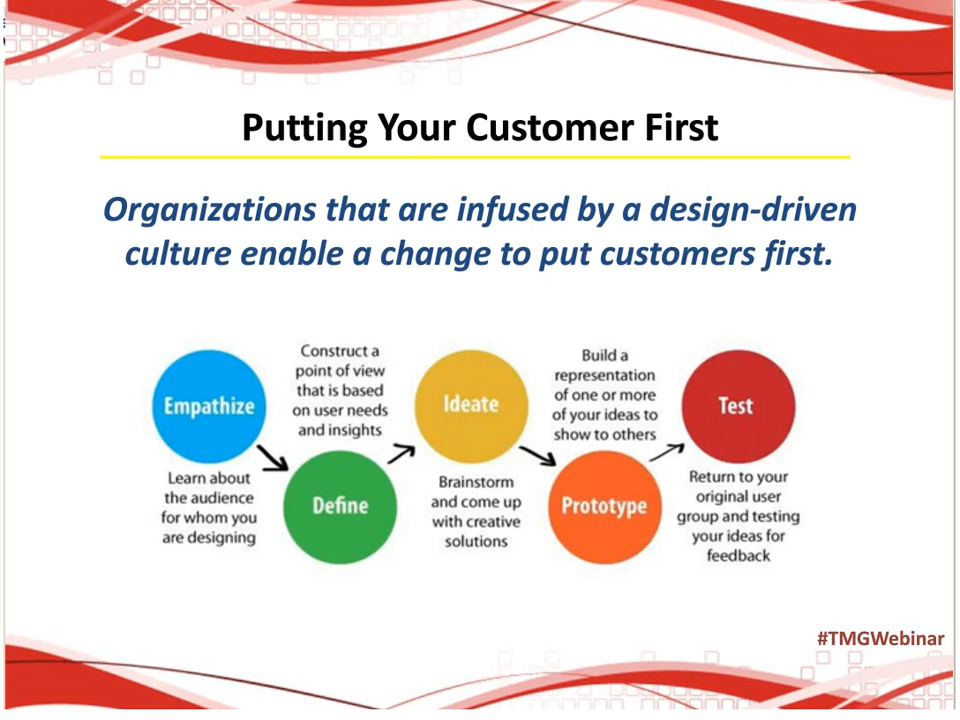 Putting Your Customer First
Organizations that are infused by a design-driven
culture enable a change to put customers first.
Empathize
Learn about
the audience
for whom you
are designing
Construct a
point of view
that is based
on user needs
and insights
Define
Ideate
Brainstorm
and come up
with creative
solutions
Build a
representation
of one or more
of your ideas to
show to others
Prototype
Test
Return to your
original user
group and testing
your ideas for
feedback
#TMGWebinar